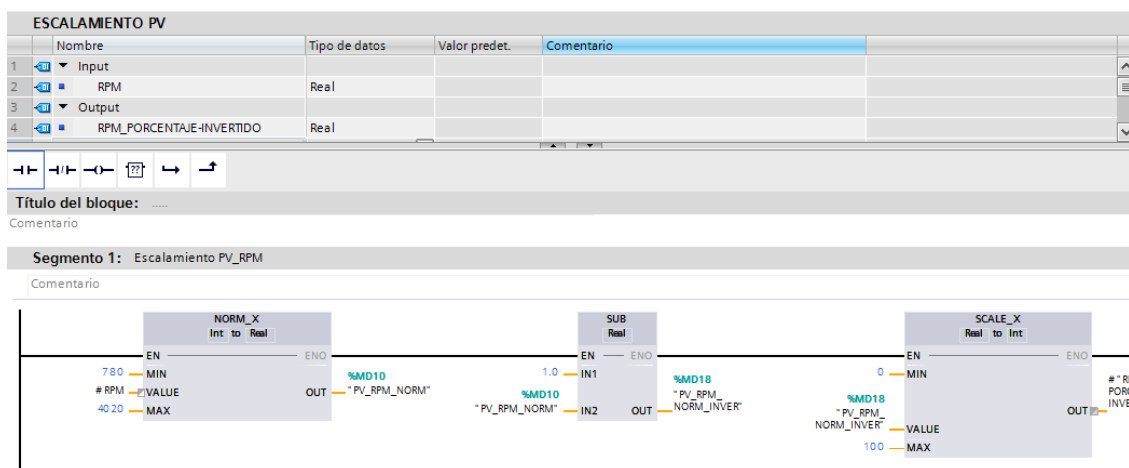 ESCALAMIENTO PV
Nombre Tipo de datos Valor predet. Comentario
1 Input
2 RPM Real
3 Output
4 RPM_PORCENTAJE-INVERTIDO Real
??
Título del bloque: .....
Comentario
Segmento 1: Escalamiento PV_RPM
Comentario
NORM_X
Int to Real
EN ENO
780 MIN
#RPM VALUE
4020 MAX
%MD10
OUT "PV_RPM_NORM"
SUB
Real
EN ENO
1.0 IN1
%MD10
"PV_RPM_NORM" IN2
%MD18
"PV_RPM_
OUT NORM_INVER"
SCALE_X
Real to Int
EN ENO
0 MIN
%MD18
"PV_RPM_
NORM_INVER" VALUE
100 MAX
OUT